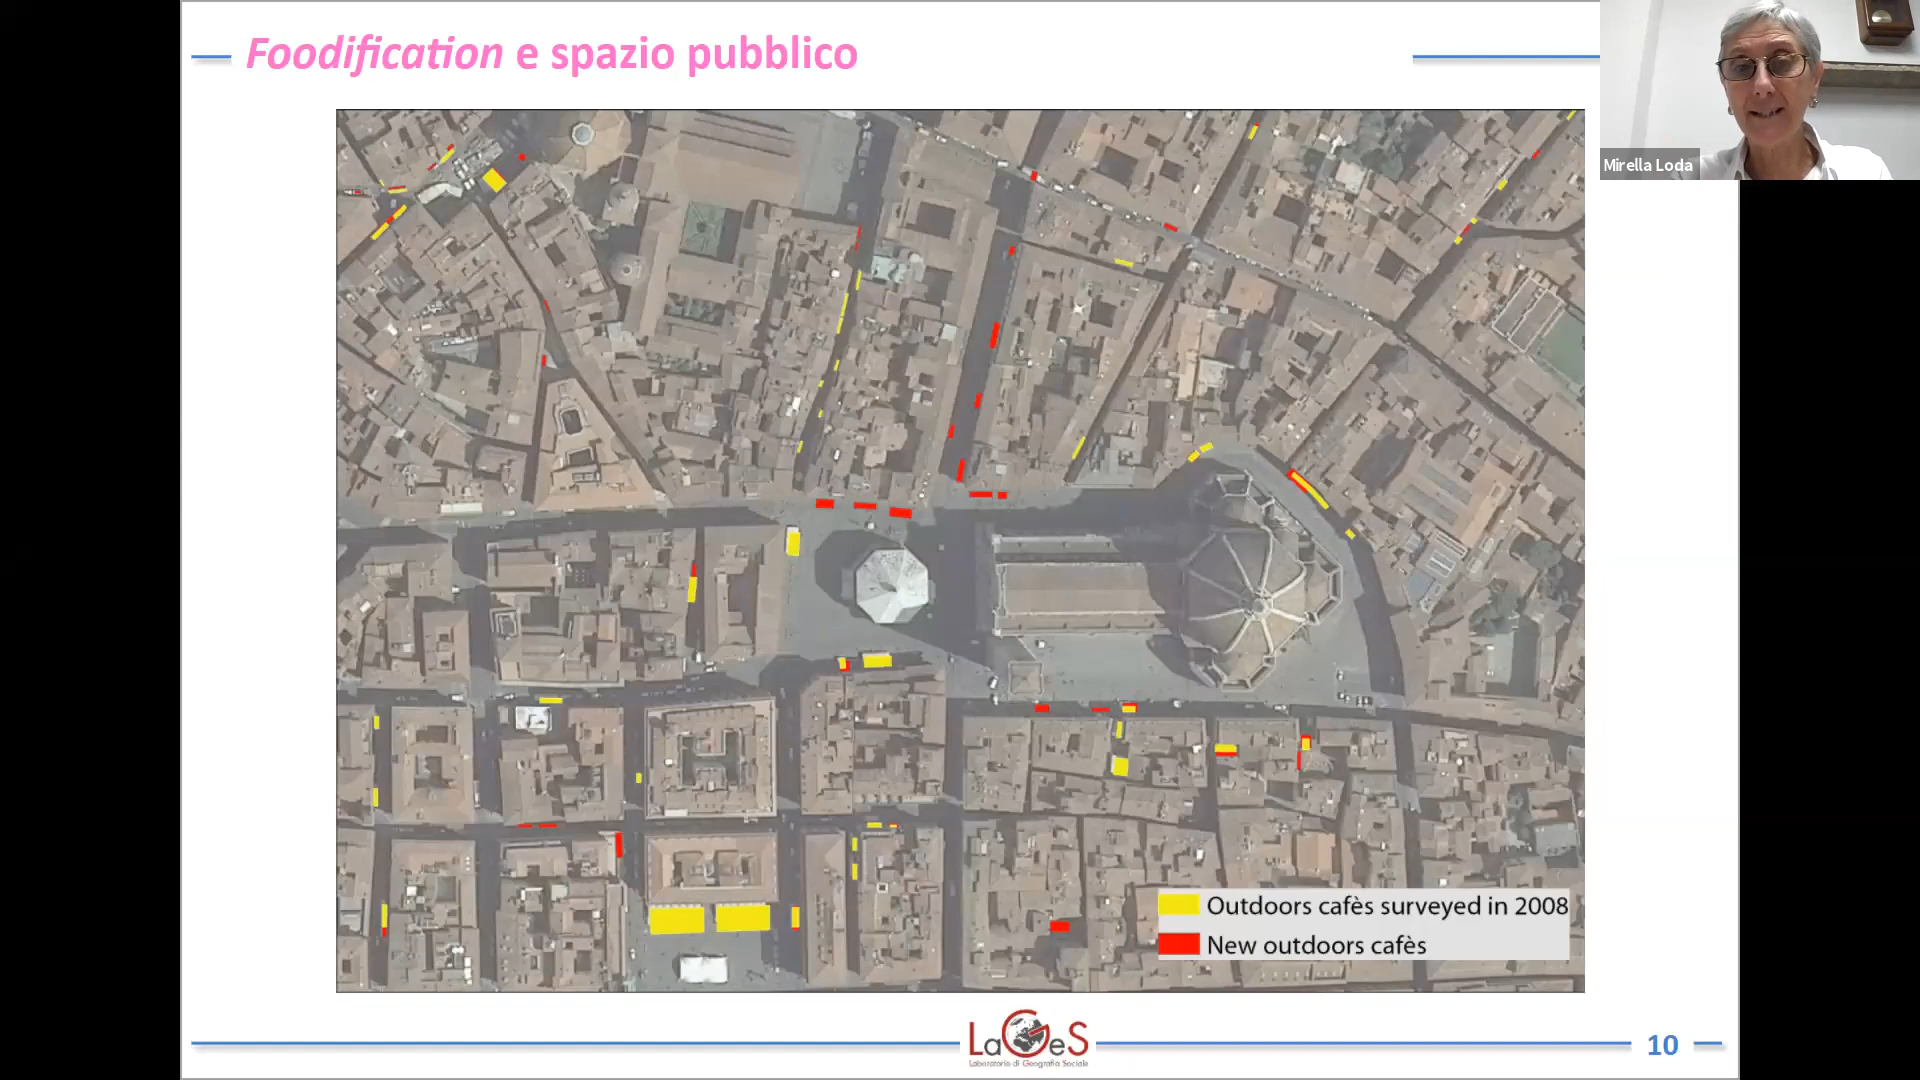 Foodification e spazio pubblico
Mirella Loda
Outdoors cafès surveyed in 2008
New outdoors cafès
LaGeS
Laboratorio di Geografia Sociale
10